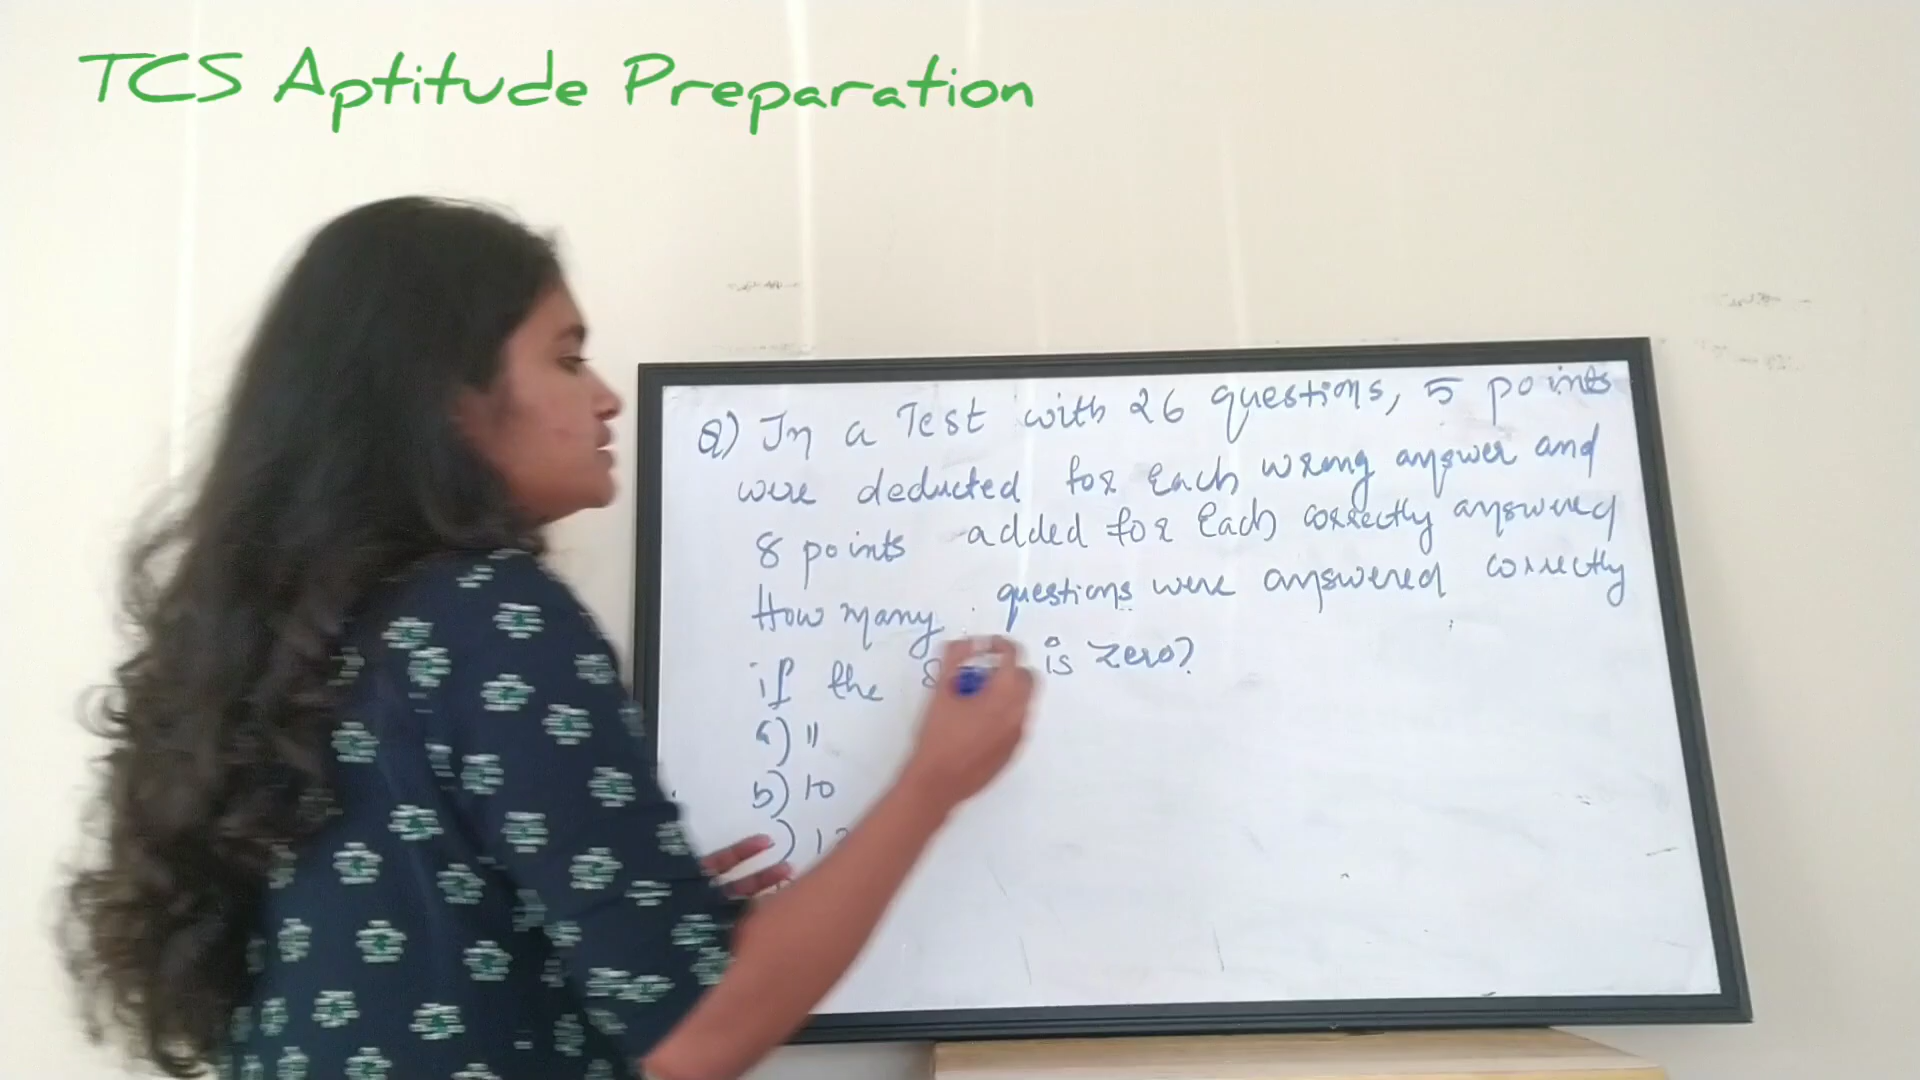 TCS Aptitude Preparation
Q) In a Test with 26 questions, 5 points
were deducted for each wrong answer and
8 points added for Each correctly answered
How many questions were answered correctly
if the is zero?
a) 11
b) 10